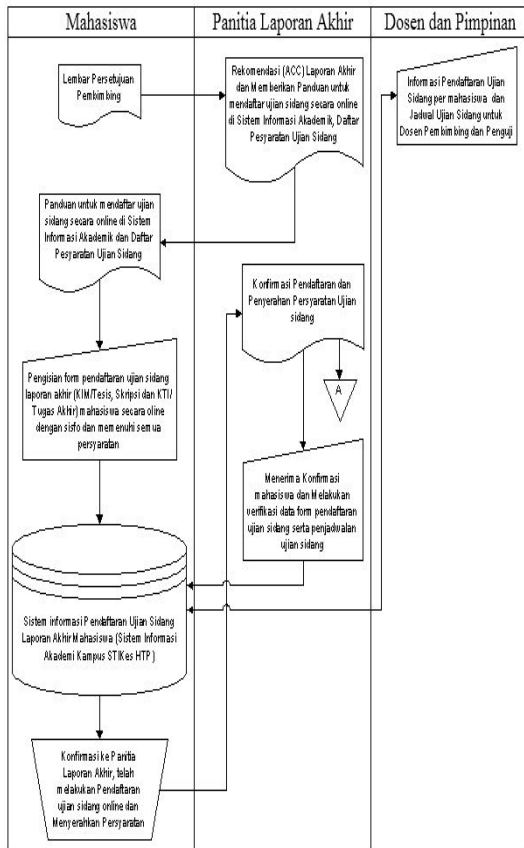 Mahasiswa
Panitia Laporan Akhir
Dosen dan Pimpinan
Lembar Persetujuan
Pembimbing
Rekomendasi (ACC) Laporan Akhir
dan Memberikan Panduan untuk
mendaftar ujian sidang secara online
di Sistem Informasi Akademik, Daftar
Pesyaratan Ujian Sidang
Informasi Pendaftaran Ujian
Sidang per mahasiswa dan
Jadwal Ujian Sidang untuk
Dosen Pembimbing dan Penguji
Panduan untuk mendaftar ujian
sidang secara online di Sistem
Informasi Akademik dan Daftar
Pesyaratan Ujian Sidang
Konfirmasi Pendaftaran dan
Penyerahan Persyaratan Ujian
sidang
A
Pengisian form pendaftaran ujian sidang
laporan akhir (KIM/Tesis, Skripsi dan KTI/
Tugas Akhir) mahasiswa secara oline
dengan sisfo dan memenuhi semua
persyaratan
Menerima Konfirmasi
mahasiswa dan Melakukan
verifikasi data form pendaftaran
ujian sidang serta penjadwalan
ujian sidang
Sistem informasi Pendaftaran Ujian Sidang
Laporan Akhir Mahasiswa (Sistem Informasi
Akademi Kampus STIKes HTP )
Konfirmasi ke Panitia
Laporan Akhir, telah
melakukan Pendaftaran
ujian sidang online dan
Menyerahkan Persyaratan